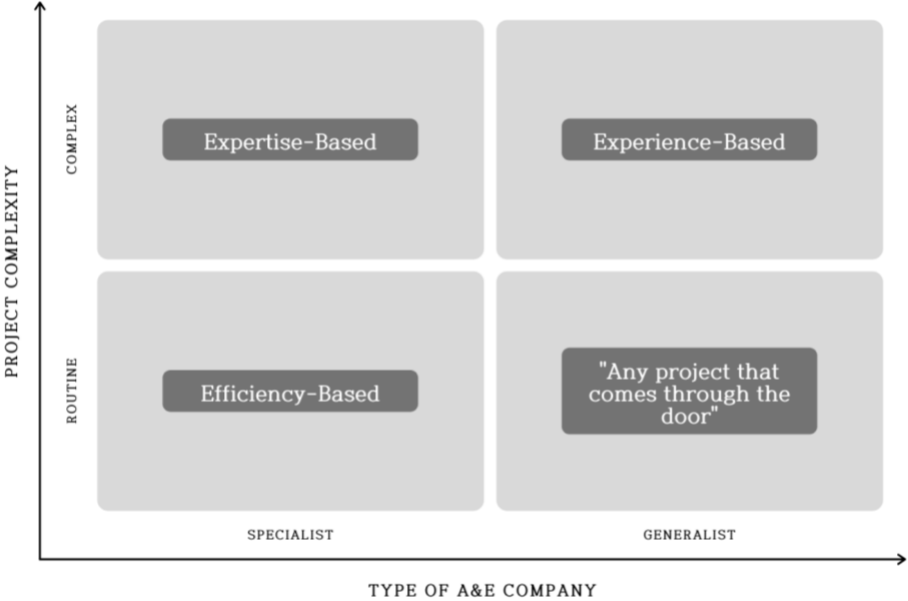 PROJECT COMPLEXITY
COMPLEX
Expertise-Based
Experience-Based
ROUTINE
Efficiency-Based
"Any project that
comes through the
door"
SPECIALIST
GENERALIST
TYPE OF A&E COMPANY